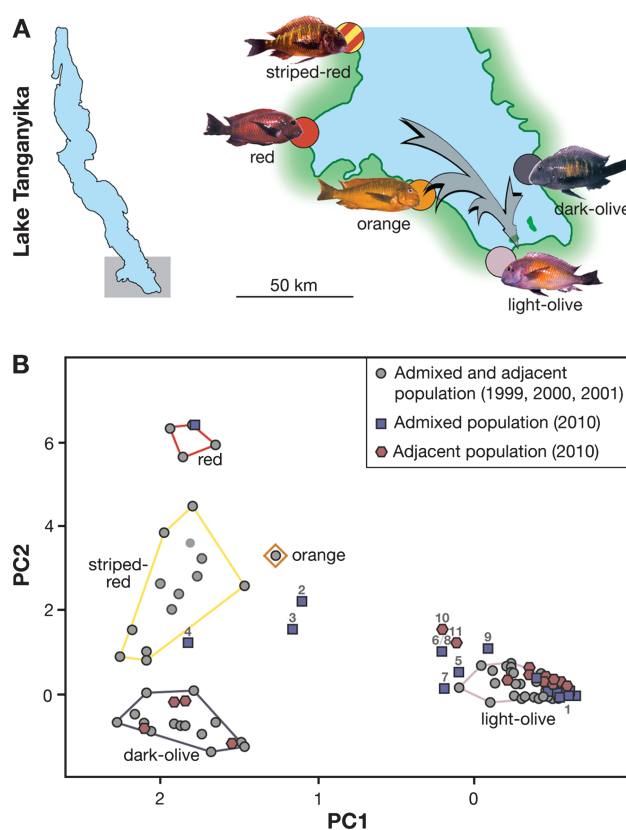 A
Lake Tanganyika
striped-red
red
orange
dark-olive
light-olive
50 km
B
Admixed and adjacent
population (1999, 2000, 2001)
Admixed population (2010)
Adjacent population (2010)
PC2
6
4
2
0
red
striped-
red
orange
2
3
4
10
6/8 11
9
5
7
1
light-olive
dark-olive
2
1
0
PC1